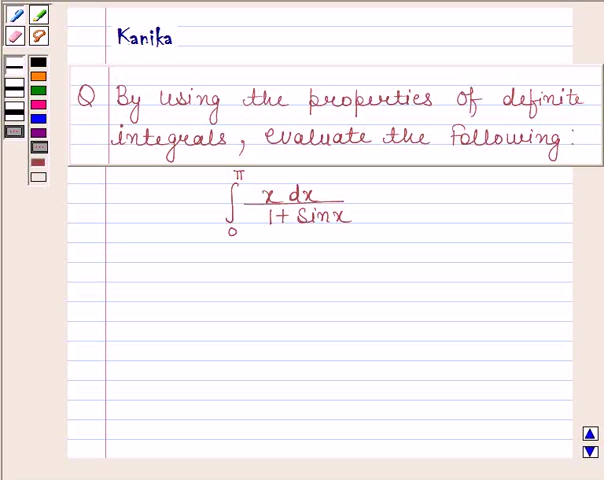 Kanika
Q By using the properties of definite
integrals, evaluate the following:
∫₀^π x dx / 1 + Sinx